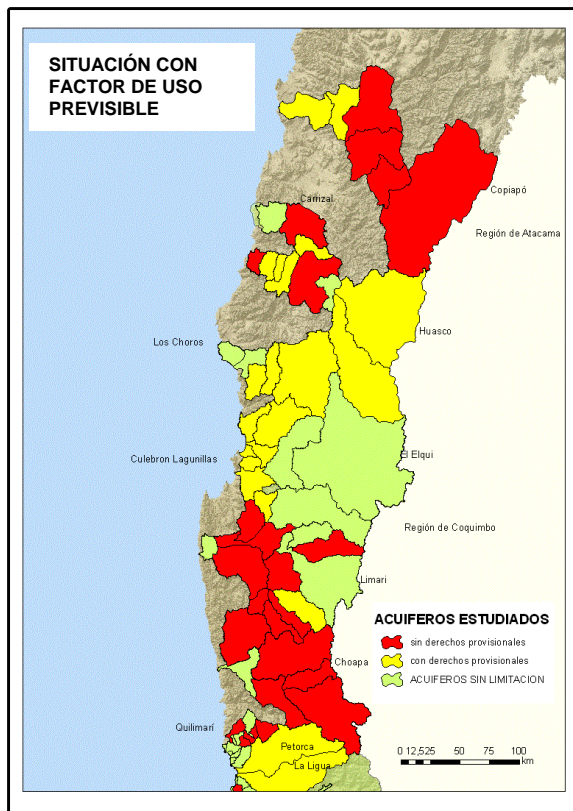 SITUACIÓN CON
FACTOR DE USO
PREVISIBLE
Carrizal
Copiapó
Región de Atacama
Huasco
Los Choros
El Elqui
Culebron Lagunillas
Región de Coquimbo
Limari
ACUIFEROS ESTUDIADOS
sin derechos provisionales
con derechos provisionales
ACUIFEROS SIN LIMITACION
Choapa
Quilimarí
Petorca
La Ligua
0 12,525 50 75 100
km